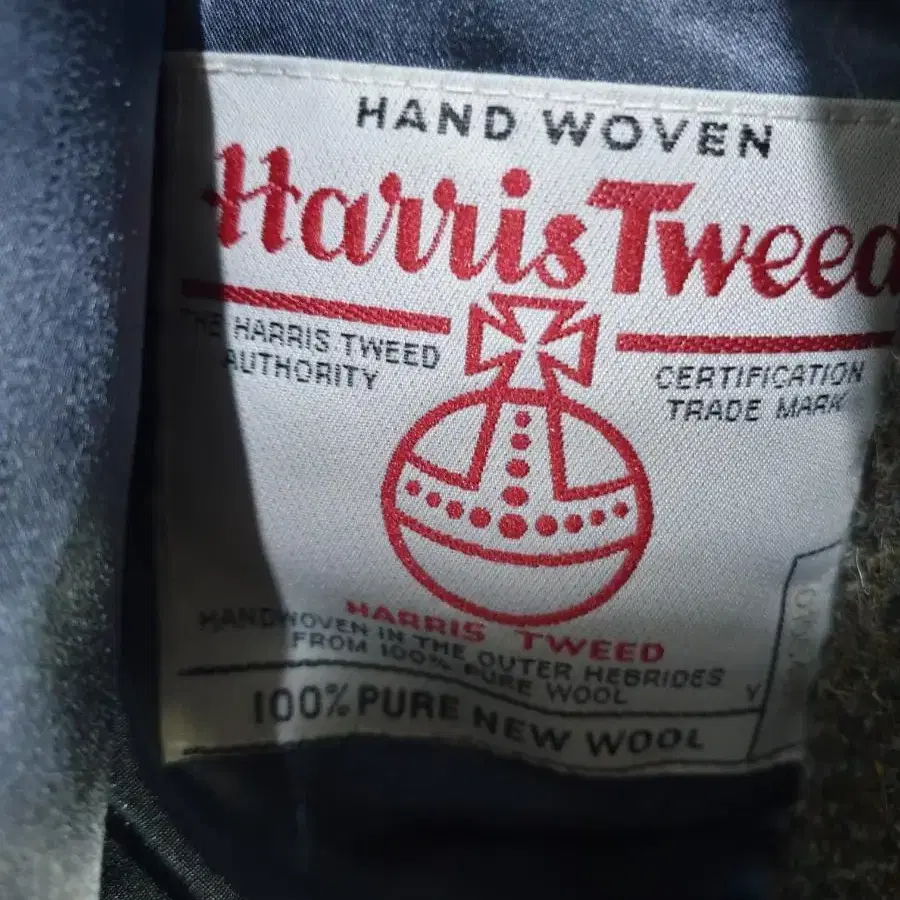 HAND WOVEN
Harris Tweed
THE HARRIS TWEED
AUTHORITY
CERTIFICATION
TRADE MARK
HARRIS TWEED
HANDWOVEN IN THE OUTER HEBRIDES
FROM 100% PURE WOOL
100% PURE NEW WOOL